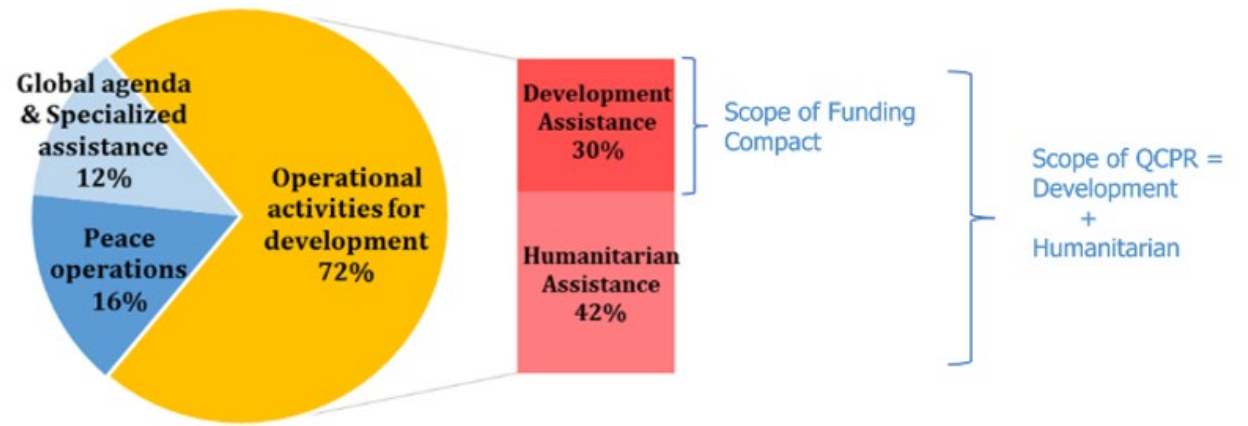 Global agenda
& Specialized
assistance
12%
Peace
operations
16%
Operational
activities for
development
72%
Development
Assistance
30%
Humanitarian
Assistance
42%
Scope of Funding
Compact
Scope of QCPR =
Development
+
Humanitarian